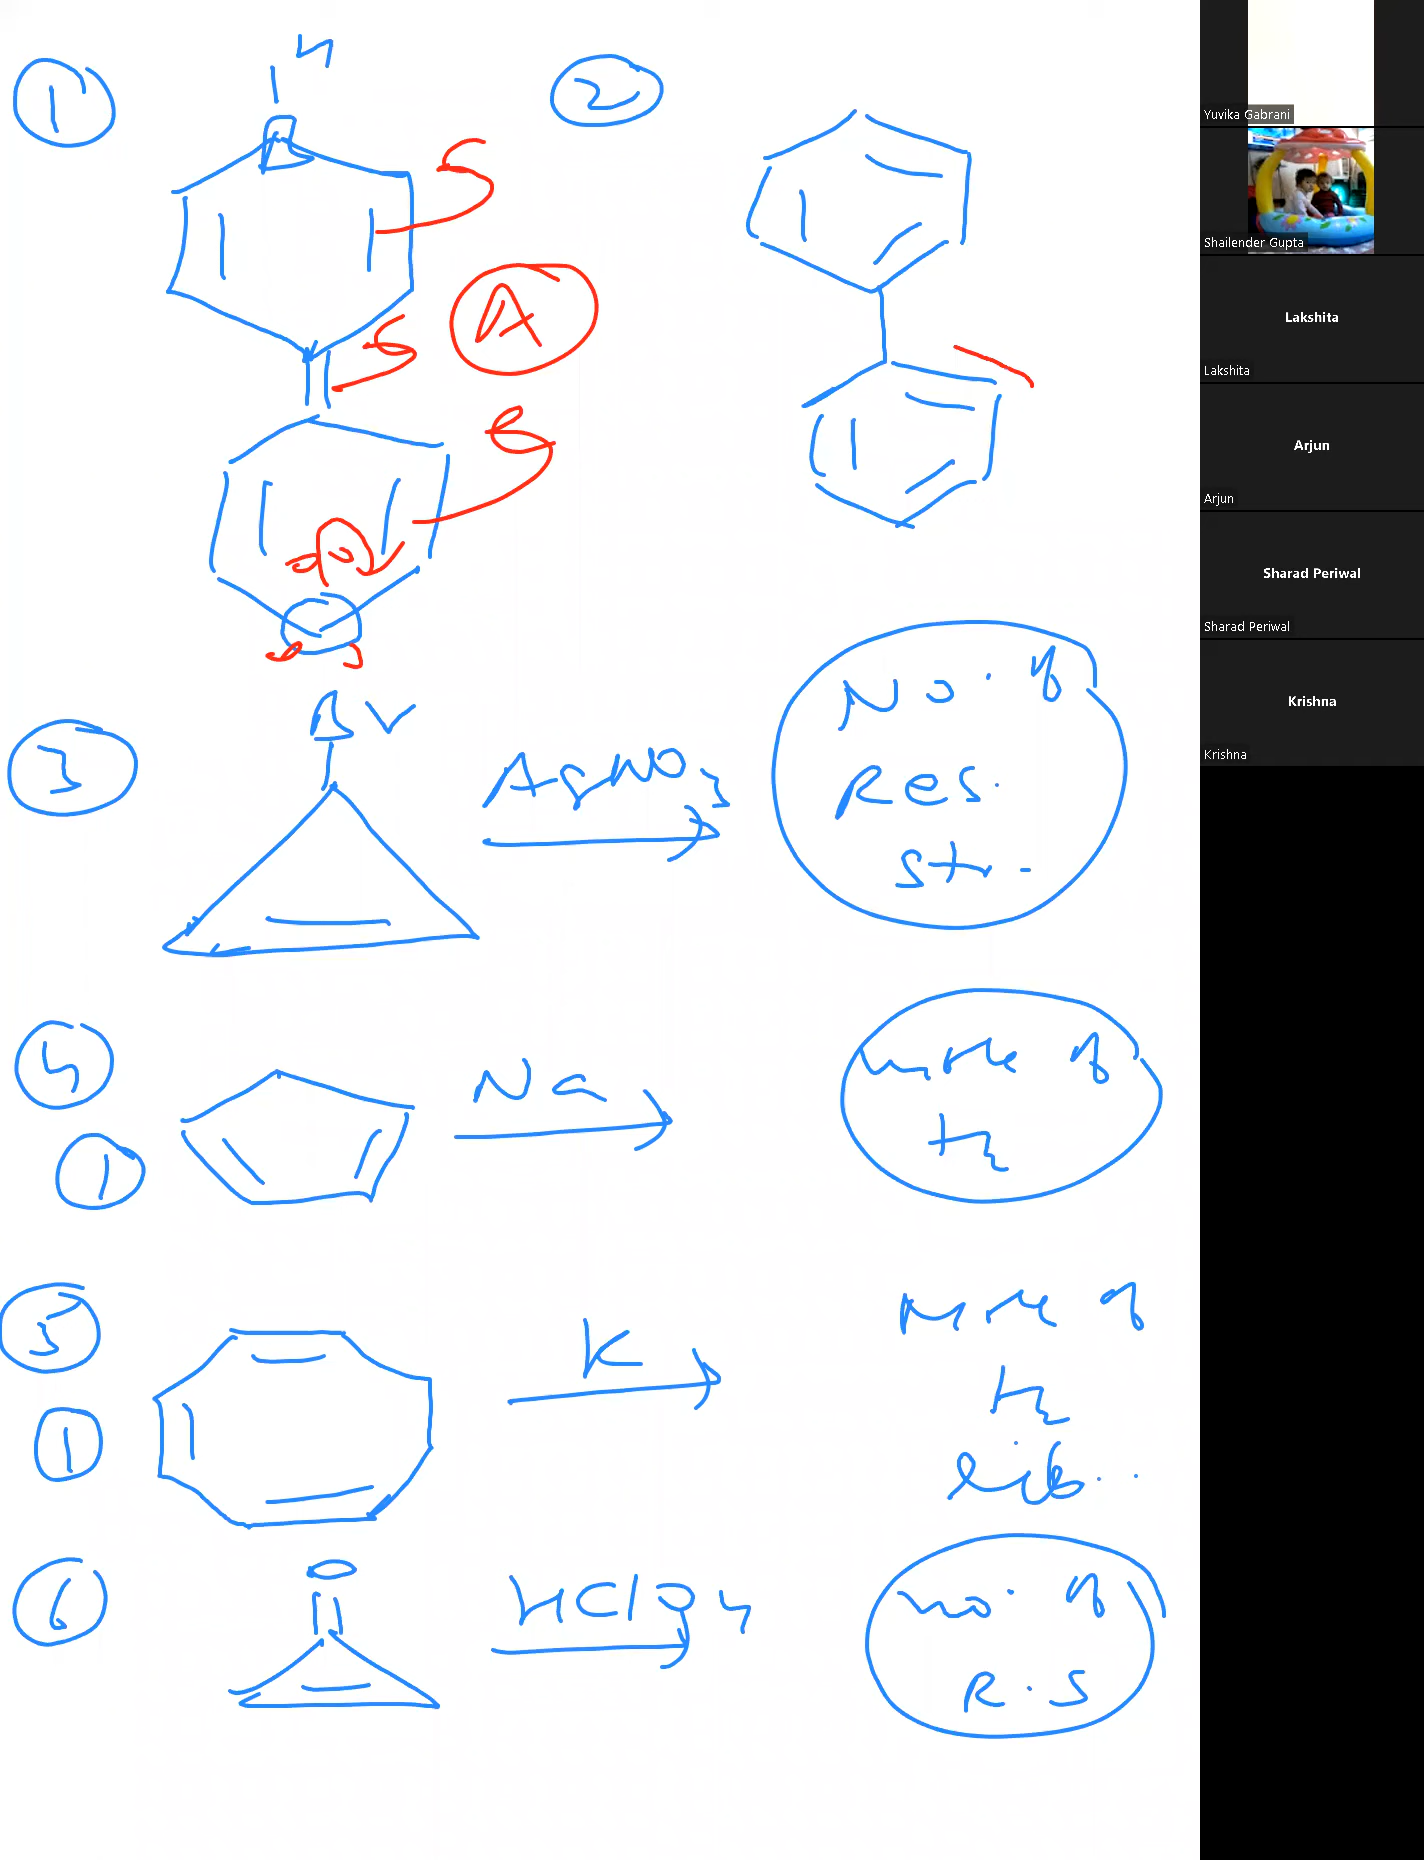 1
H
2
A
3
Br
AgNO3
No. of
Res.
str.
4
1
Na
mole of
H2
5
1
K
Mole of
H2
lib..
6
O
HClO4
no. of
R.S
Yuvika Gabrani
Shailender Gupta
Lakshita
Lakshita
Arjun
Arjun
Sharad Periwal
Sharad Periwal
Krishna
Krishna